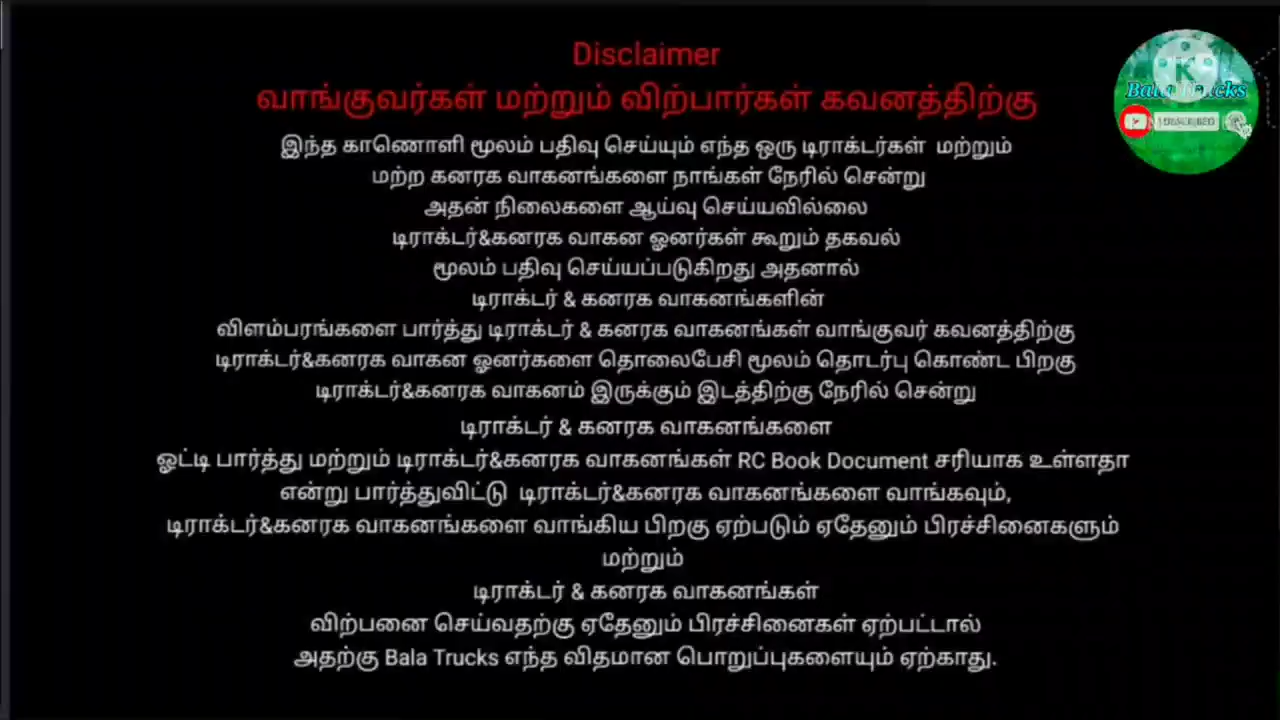 Disclaimer
வாங்குவர்கள் மற்றும் விற்பார்கள் கவனத்திற்கு
இந்த காணொளி மூலம் பதிவு செய்யும் எந்த ஒரு டிராக்டர்கள் மற்றும்
மற்ற கனரக வாகனங்களை நாங்கள் நேரில் சென்று
அதன் நிலைகளை ஆய்வு செய்யவில்லை
டிராக்டர்&கனரக வாகன ஓனர்கள் கூறும் தகவல்
மூலம் பதிவு செய்யப்படுகிறது அதனால்
டிராக்டர் & கனரக வாகனங்களின்
விளம்பரங்களை பார்த்து டிராக்டர் & கனரக வாகனங்கள் வாங்குவர் கவனத்திற்கு
டிராக்டர்&கனரக வாகன ஓனர்களை தொலைபேசி மூலம் தொடர்பு கொண்ட பிறகு
டிராக்டர்&கனரக வாகனம் இருக்கும் இடத்திற்கு நேரில் சென்று
டிராக்டர் & கனரக வாகனங்களை
ஓட்டி பார்த்து மற்றும் டிராக்டர்&கனரக வாகனங்கள் RC Book Document சரியாக உள்ளதா
என்று பார்த்துவிட்டு டிராக்டர்&கனரக வாகனங்களை வாங்கவும்,
டிராக்டர்&கனரக வாகனங்களை வாங்கிய பிறகு ஏற்படும் ஏதேனும் பிரச்சினைகளும்
மற்றும்
டிராக்டர் & கனரக வாகனங்கள்
விற்பனை செய்வதற்கு ஏதேனும் பிரச்சினைகள் ஏற்பட்டால்
அதற்கு Bala Trucks எந்த விதமான பொறுப்புகளையும் ஏற்காது.
K
Bala Trucks
SUBSCRIBED